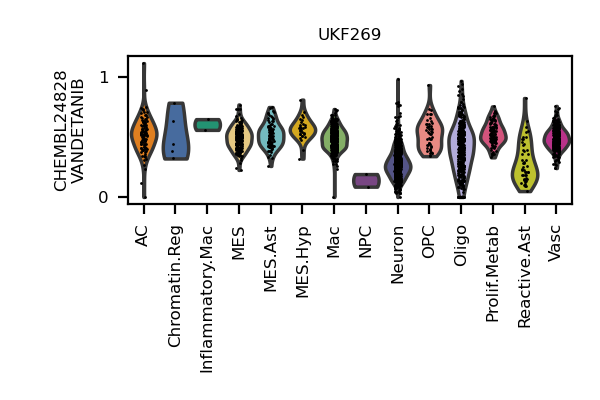 UKF269
CHEMBL24828
VANDETANIB
1
0
AC
Chromatin.Reg
Inflammatory.Mac
MES
MES.Ast
MES.Hyp
Mac
NPC
Neuron
OPC
Oligo
Prolif.Metab
Reactive.Ast
Vasc